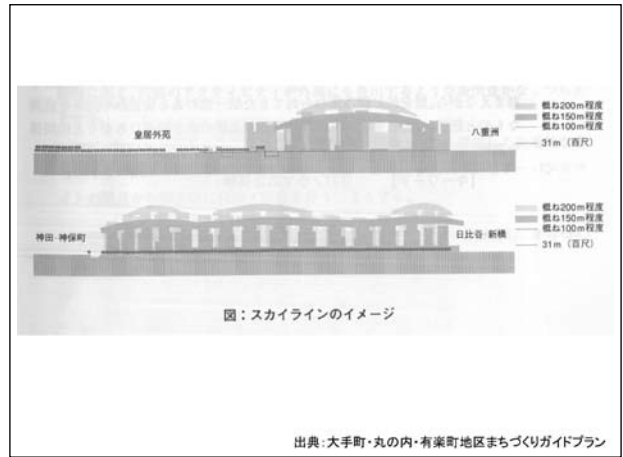 概ね200m程度
概ね150m程度
概ね100m程度
31m（百尺）
皇居外苑
八重洲
概ね200m程度
概ね150m程度
概ね100m程度
31m（百尺）
神田・神保町
日比谷・新橋
図：スカイラインのイメージ
出典：大手町・丸の内・有楽町地区まちづくりガイドプラン